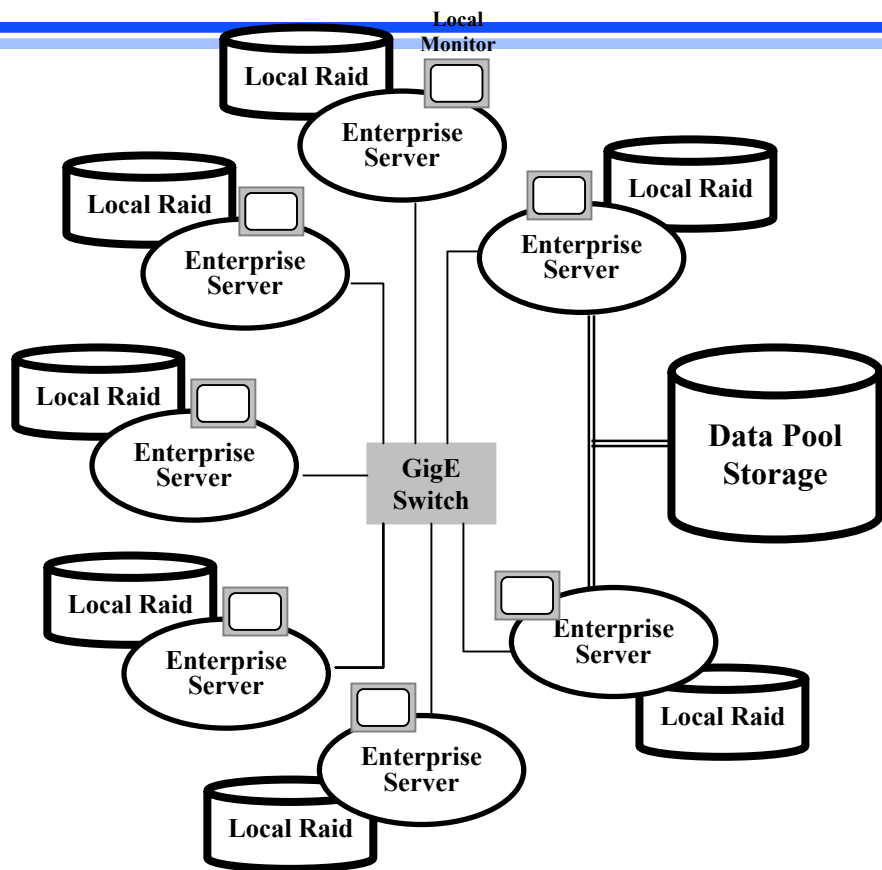 Local
Monitor
Local Raid
Enterprise
Server
Local Raid
Enterprise
Server
Local Raid
Enterprise
Server
Local Raid
Enterprise
Server
GigE
Switch
Data Pool
Storage
Local Raid
Enterprise
Server
Enterprise
Server
Local Raid
Enterprise
Server
Local Raid